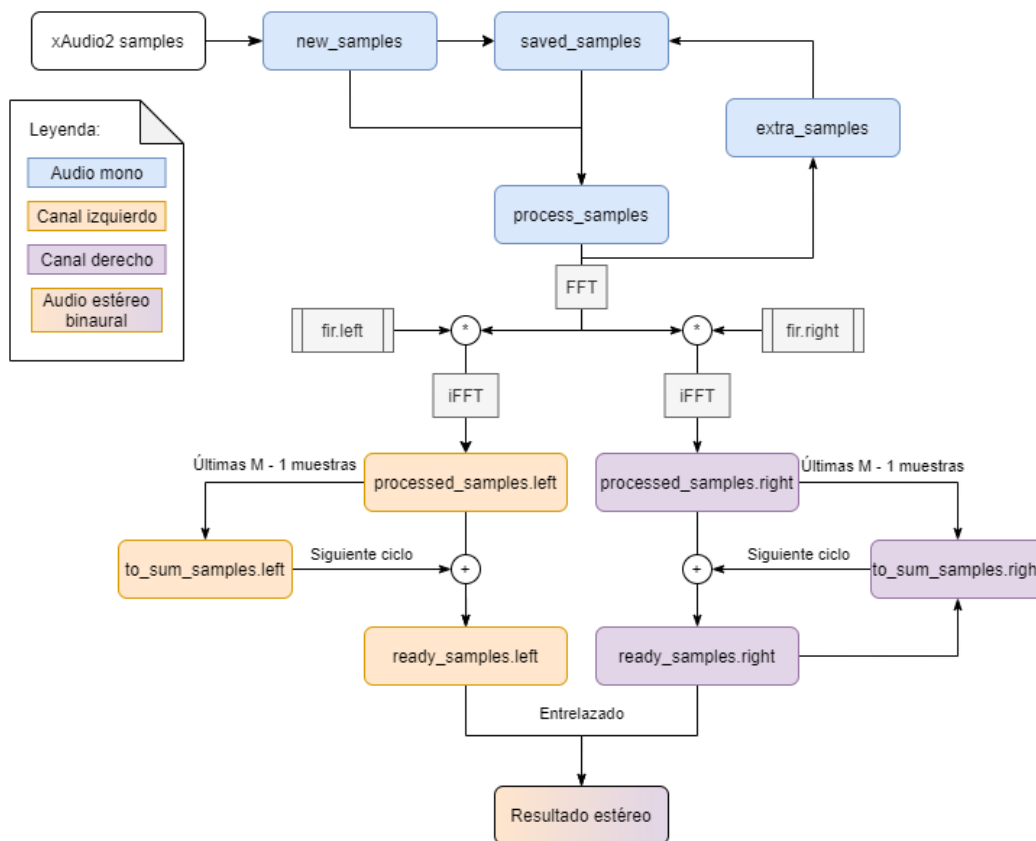 xAudio2 samples
new_samples
saved_samples
Leyenda:
Audio mono
Canal izquierdo
Canal derecho
Audio estéreo
binaural
extra_samples
process_samples
FFT
fir.left
*
*
fir.right
iFFT
iFFT
Últimas M - 1 muestras
processed_samples.left
processed_samples.right
Últimas M - 1 muestras
to_sum_samples.left
Siguiente ciclo
+
+
Siguiente ciclo
to_sum_samples.righ
ready_samples.left
ready_samples.right
Entrelazado
Resultado estéreo